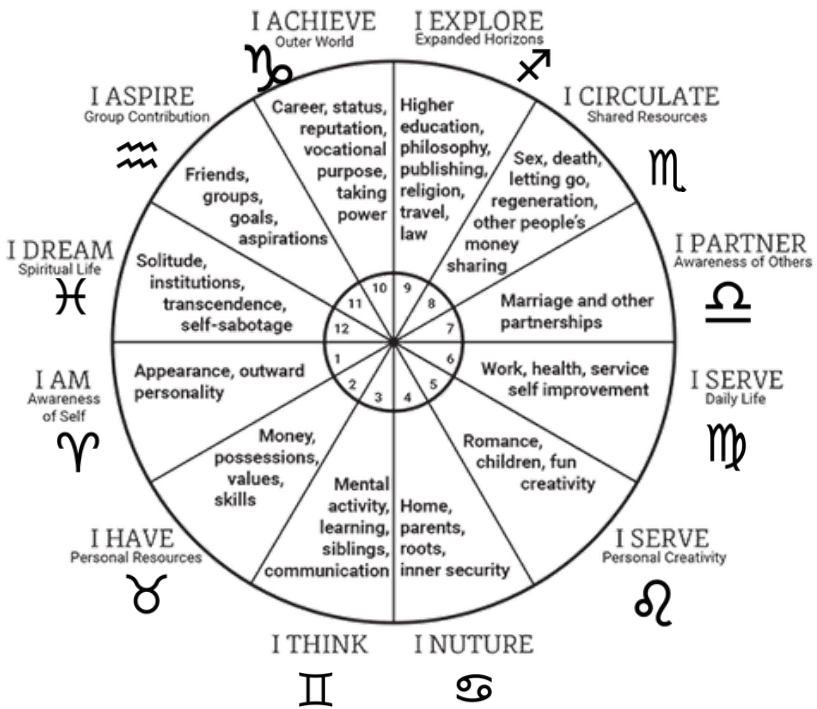 I ACHIEVE
Outer World
I EXPLORE
Expanded Horizons
I ASPIRE
Group Contribution
I CIRCULATE
Shared Resources
I DREAM
Spiritual Life
I PARTNER
Awareness of Others
I AM
Awareness
of Self
I SERVE
Daily Life
I HAVE
Personal Resources
I SERVE
Personal Creativity
I THINK
I NUTURE
Career, status,
reputation,
vocational
purpose,
taking
power
Higher
education,
philosophy,
publishing,
religion,
travel,
law
Friends,
groups,
goals,
aspirations
Sex, death,
letting go,
regeneration,
other people's
money
sharing
Solitude,
institutions,
transcendence,
self-sabotage
Marriage and other
partnerships
Appearance, outward
personality
Work, health, service
self improvement
Money,
possessions,
values,
skills
Romance,
children, fun
creativity
Mental
activity,
learning,
siblings,
communication
Home,
parents,
roots,
inner security
10
9
11
8
12
7
1
6
2
5
3
4